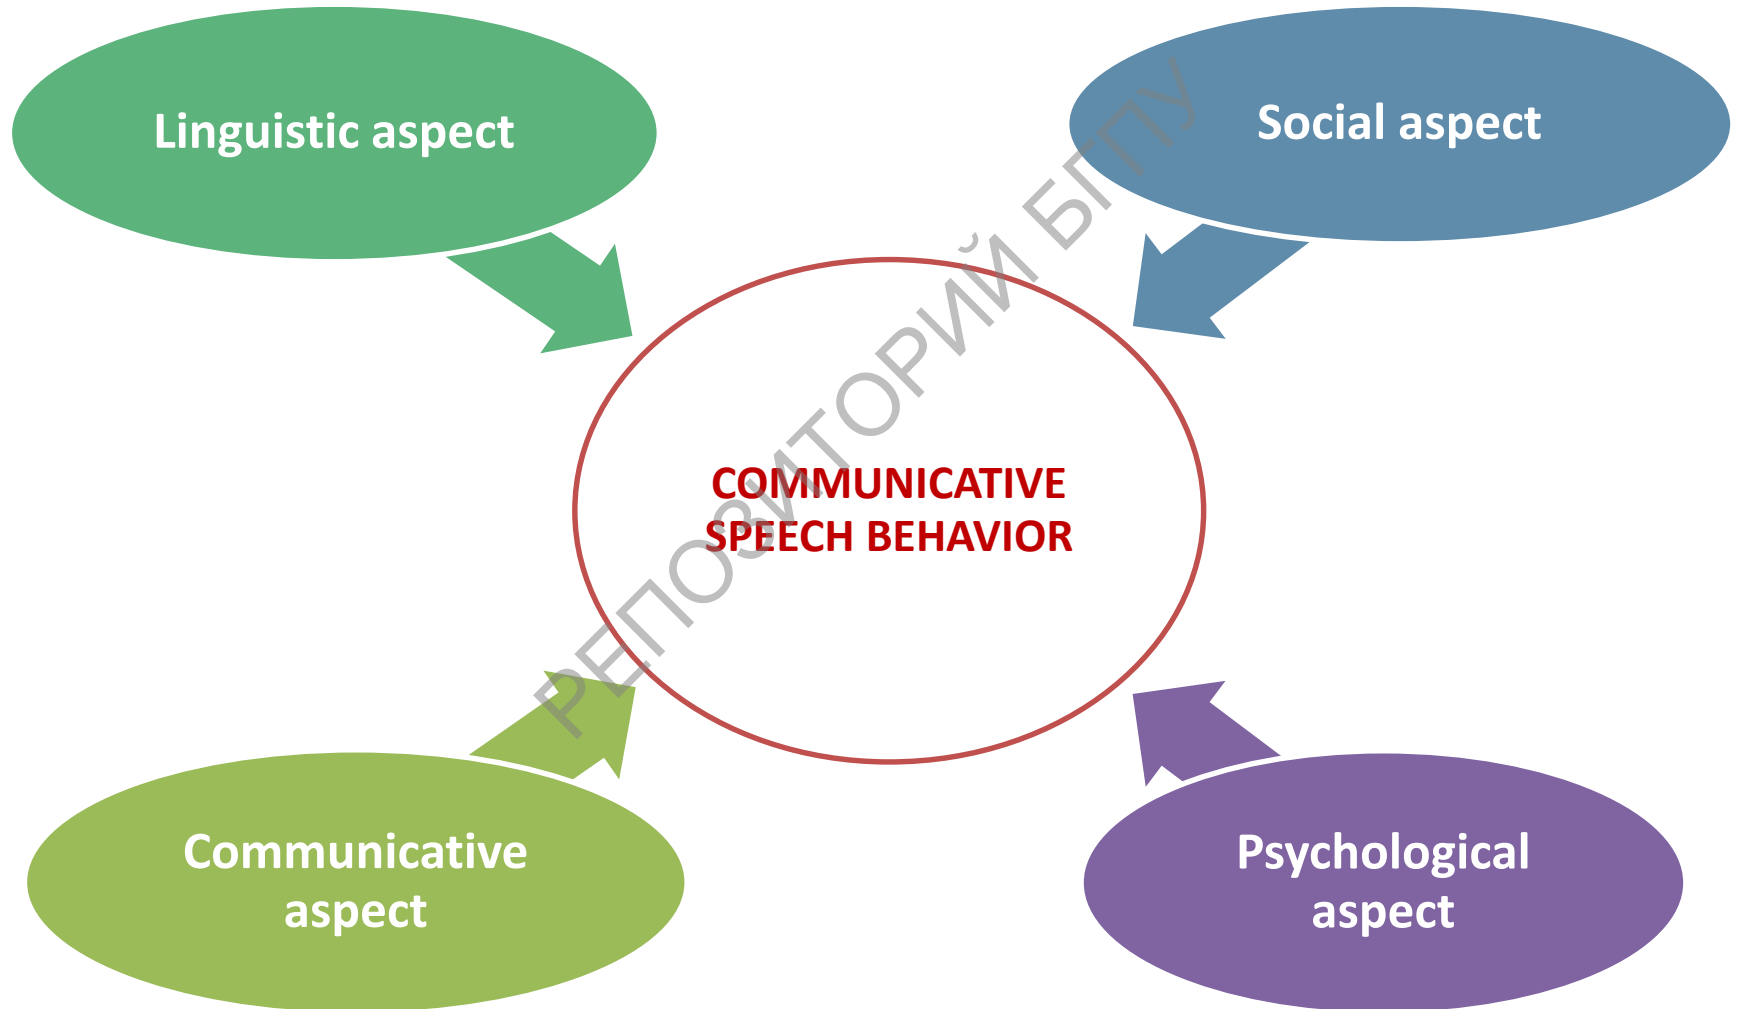 Linguistic aspect
Social aspect
COMMUNICATIVE
SPEECH BEHAVIOR
РЕПОЗИТОРИЙ БГПУ
Communicative
aspect
Psychological
aspect